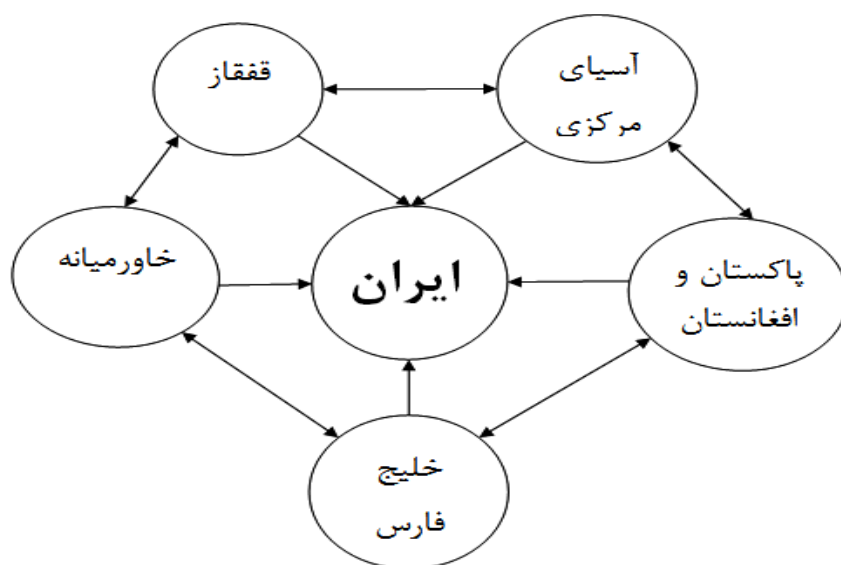 آسیای
مرکزی
قفقاز
خاورمیانه
ایران
پاکستان و
افغانستان
خلیج
فارس